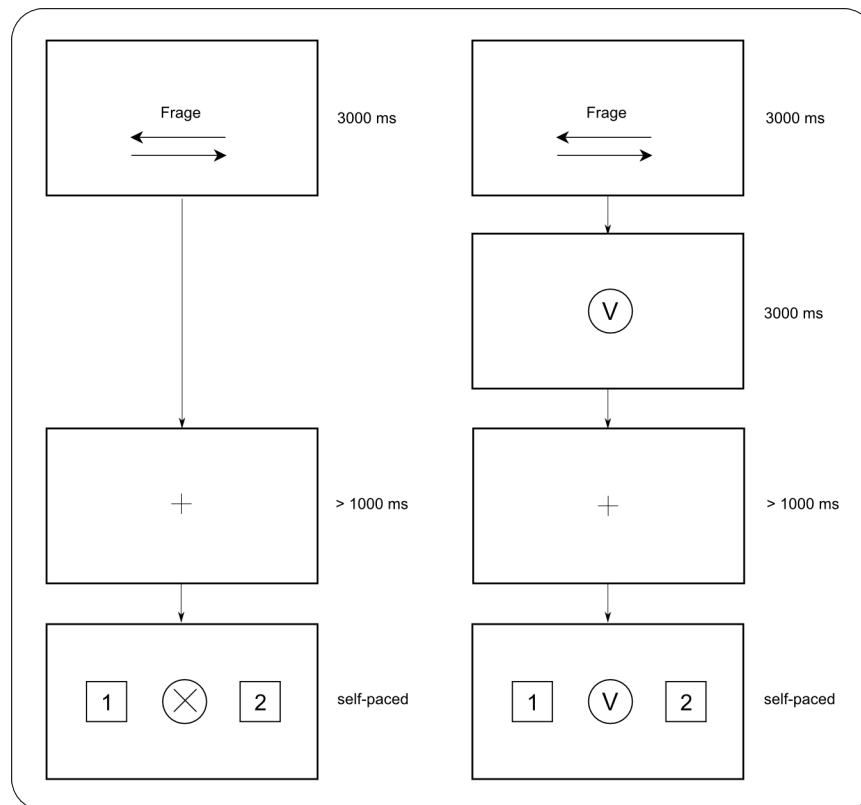 Frage
3000 ms
Frage
3000 ms
V
3000 ms
> 1000 ms
> 1000 ms
1 2 self-paced
1 V 2 self-paced